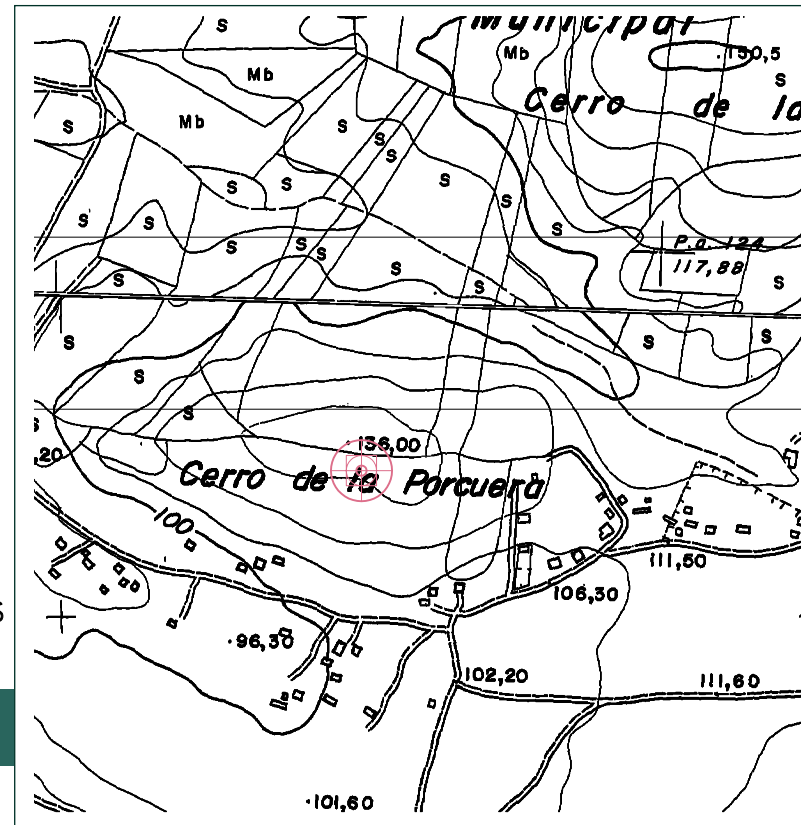 Municipal
S
Mb
130,5
Mb
S
Cerro de la
Mb
S
S
S
S
S
S
S
S
S
S
S
S
S
S
P.a. 124
S
S
S
117,88
S
S
S
S
S
S
S
136,00
,20
Cerro de la Porcuera
100
111,50
106,30
96,30
102,20
111,60
101,60